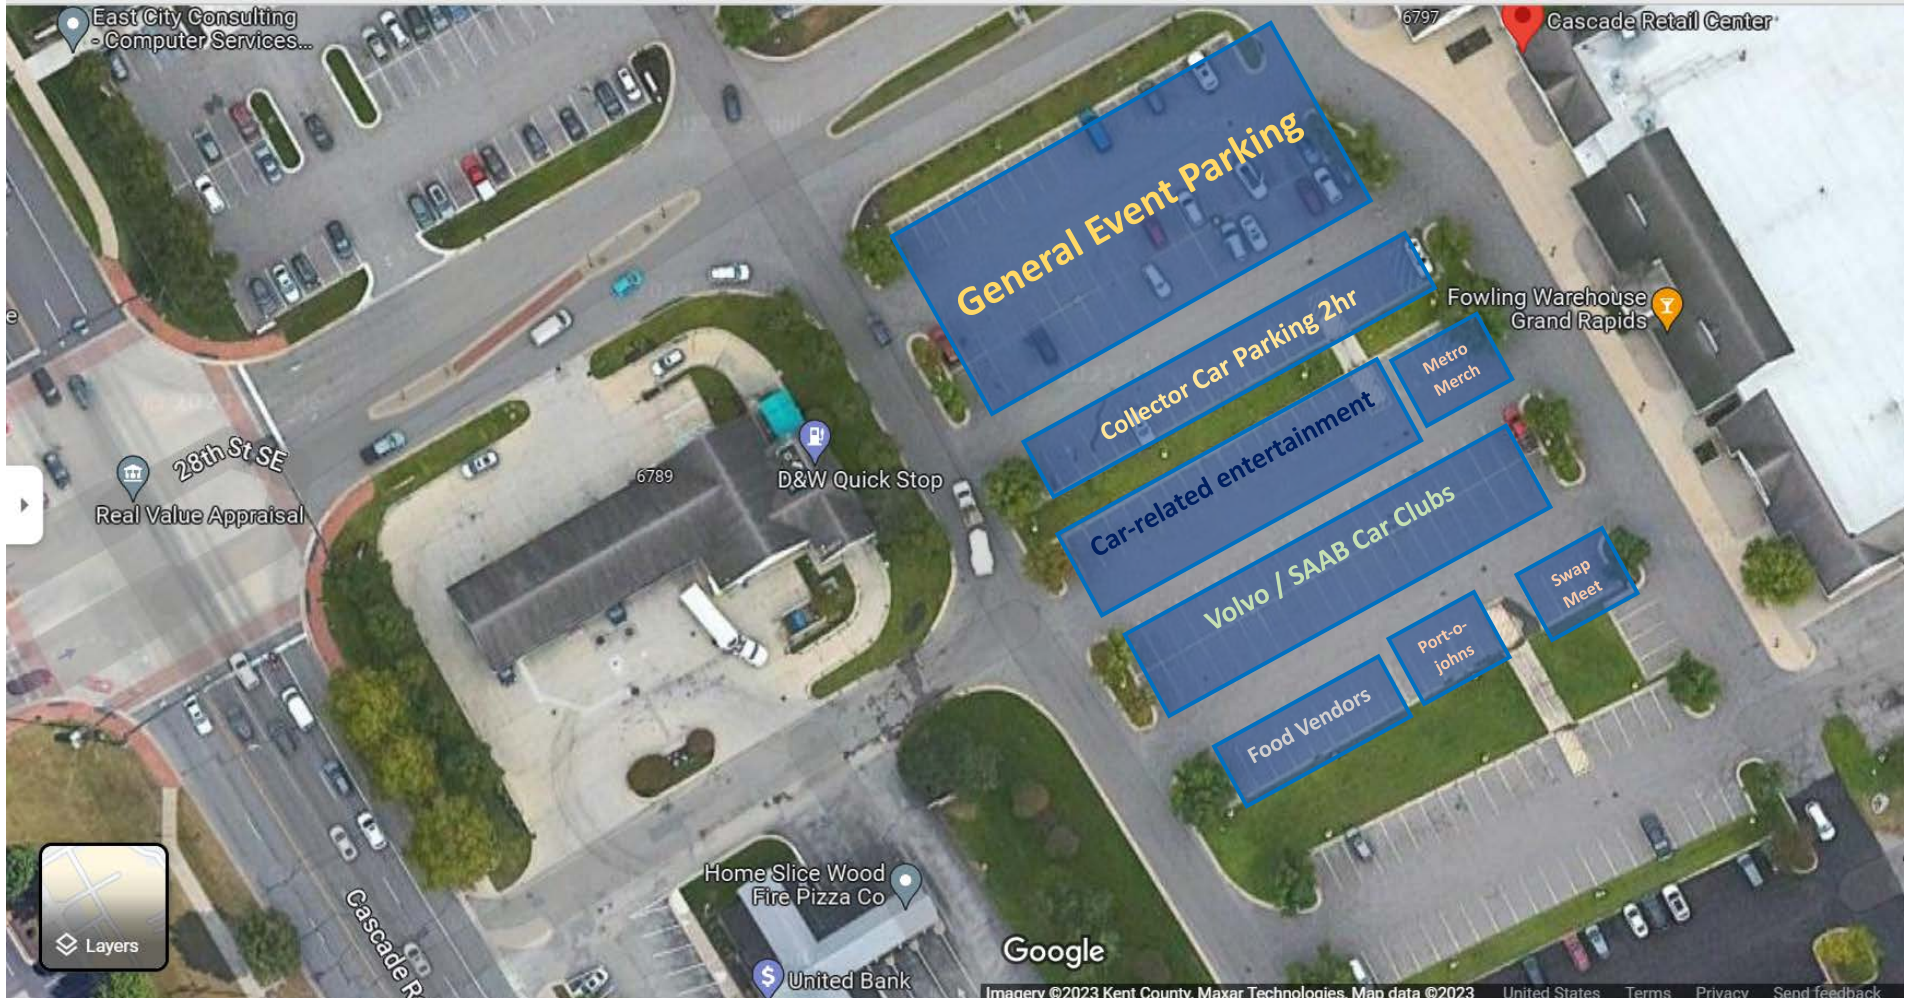 East City Consulting
- Computer Services...
6797
Cascade Retail Center
General Event Parking
Collector Car Parking 2hr
Fowling Warehouse
Grand Rapids
Metro
Merch
Car-related entertainment
Volvo / SAAB Car Clubs
Swap
Meet
Port-o-
johns
Food Vendors
e
28th St SE
Real Value Appraisal
6789
D&W Quick Stop
Home Slice Wood
Fire Pizza Co
United Bank
Cascade R
Layers
Google
Imagery ©2023 Kent County, Maxar Technologies, Map data ©2023
United States
Terms
Privacy
Send feedback